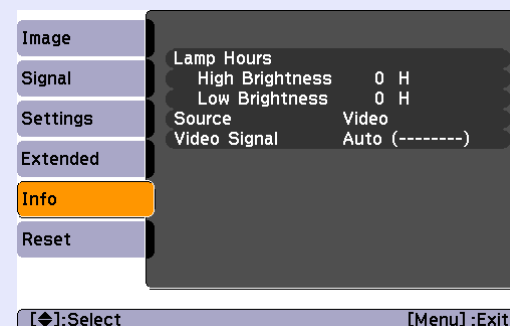 Image
Signal
Settings
Extended
Info
Reset
Lamp Hours
High Brightness 0 H
Low Brightness 0 H
Source Video
Video Signal Auto (--------)
[◆]:Select [Menu] :Exit